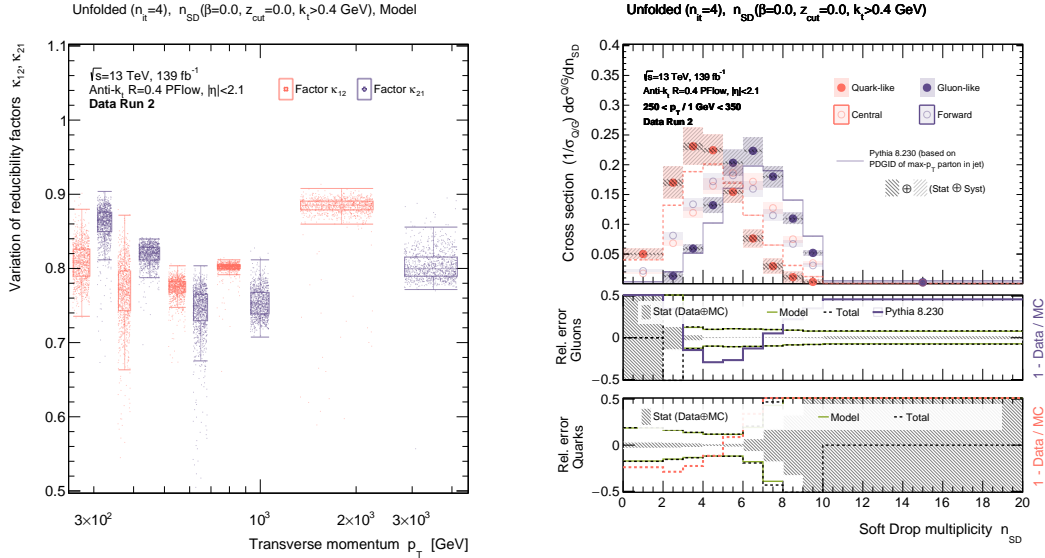 Unfolded (n_it=4), n_SD(β=0.0, z_cut=0.0, k_t>0.4 GeV), Model
Variation of reducibility factors κ_12, κ_21
1.1
1
0.9
0.8
0.7
0.6
0.5
√s=13 TeV, 139 fb⁻¹
Anti-k_t R=0.4 PFlow, |η|<2.1
Data Run 2
Factor κ_12
Factor κ_21
3×10²
10³
2×10³
3×10³
Transverse momentum p_T [GeV]
Unfolded (n_it=4), n_SD(β=0.0, z_cut=0.0, k_t>0.4 GeV)
Cross section (1/σ_Q/G) dσ^Q/G/dn_SD
0.4
0.35
0.3
0.25
0.2
0.15
0.1
0.05
√s=13 TeV, 139 fb⁻¹
Anti-k_t R=0.4 PFlow, |η|<2.1
250 < p_T / 1 GeV < 350
Data Run 2
Quark-like
Gluon-like
Central
Forward
Pythia 8.230 (based on
PDGID of max-p_T parton in jet)
⊕ (Stat ⊕ Syst)
Rel. error
Gluons
0.5
0
−0.5
Stat (Data⊕MC)
Model
Total
Pythia 8.230
1 - Data / MC
Rel. error
Quarks
0.5
0
−0.5
Stat (Data⊕MC)
Model
Total
1 - Data / MC
0 2 4 6 8 10 12 14 16 18 20
Soft Drop multiplicity n_SD